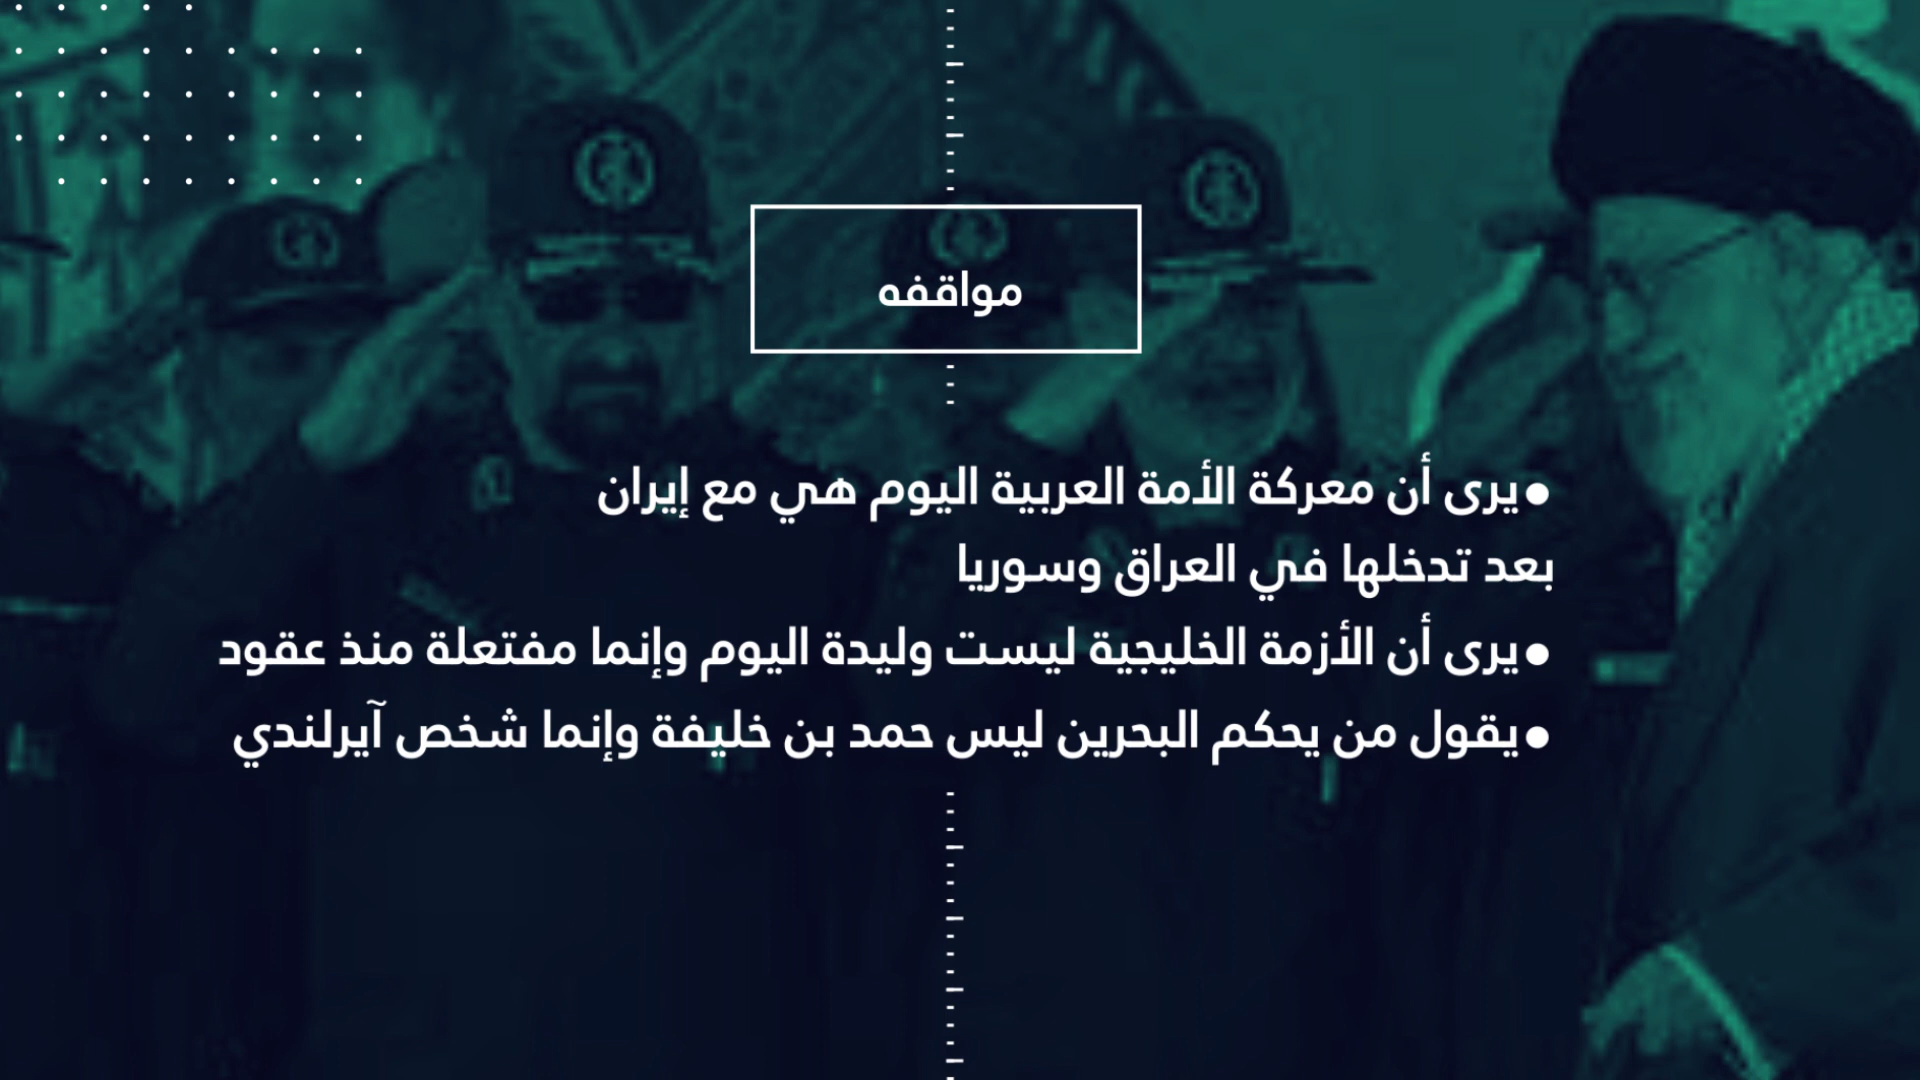 مواقفه
•يرى أن معركة الأمة العربية اليوم هي مع إيران
بعد تدخلها في العراق وسوريا
•يرى أن الأزمة الخليجية ليست وليدة اليوم وإنما مفتعلة منذ عقود
•يقول من يحكم البحرين ليس حمد بن خليفة وإنما شخص آيرلندي